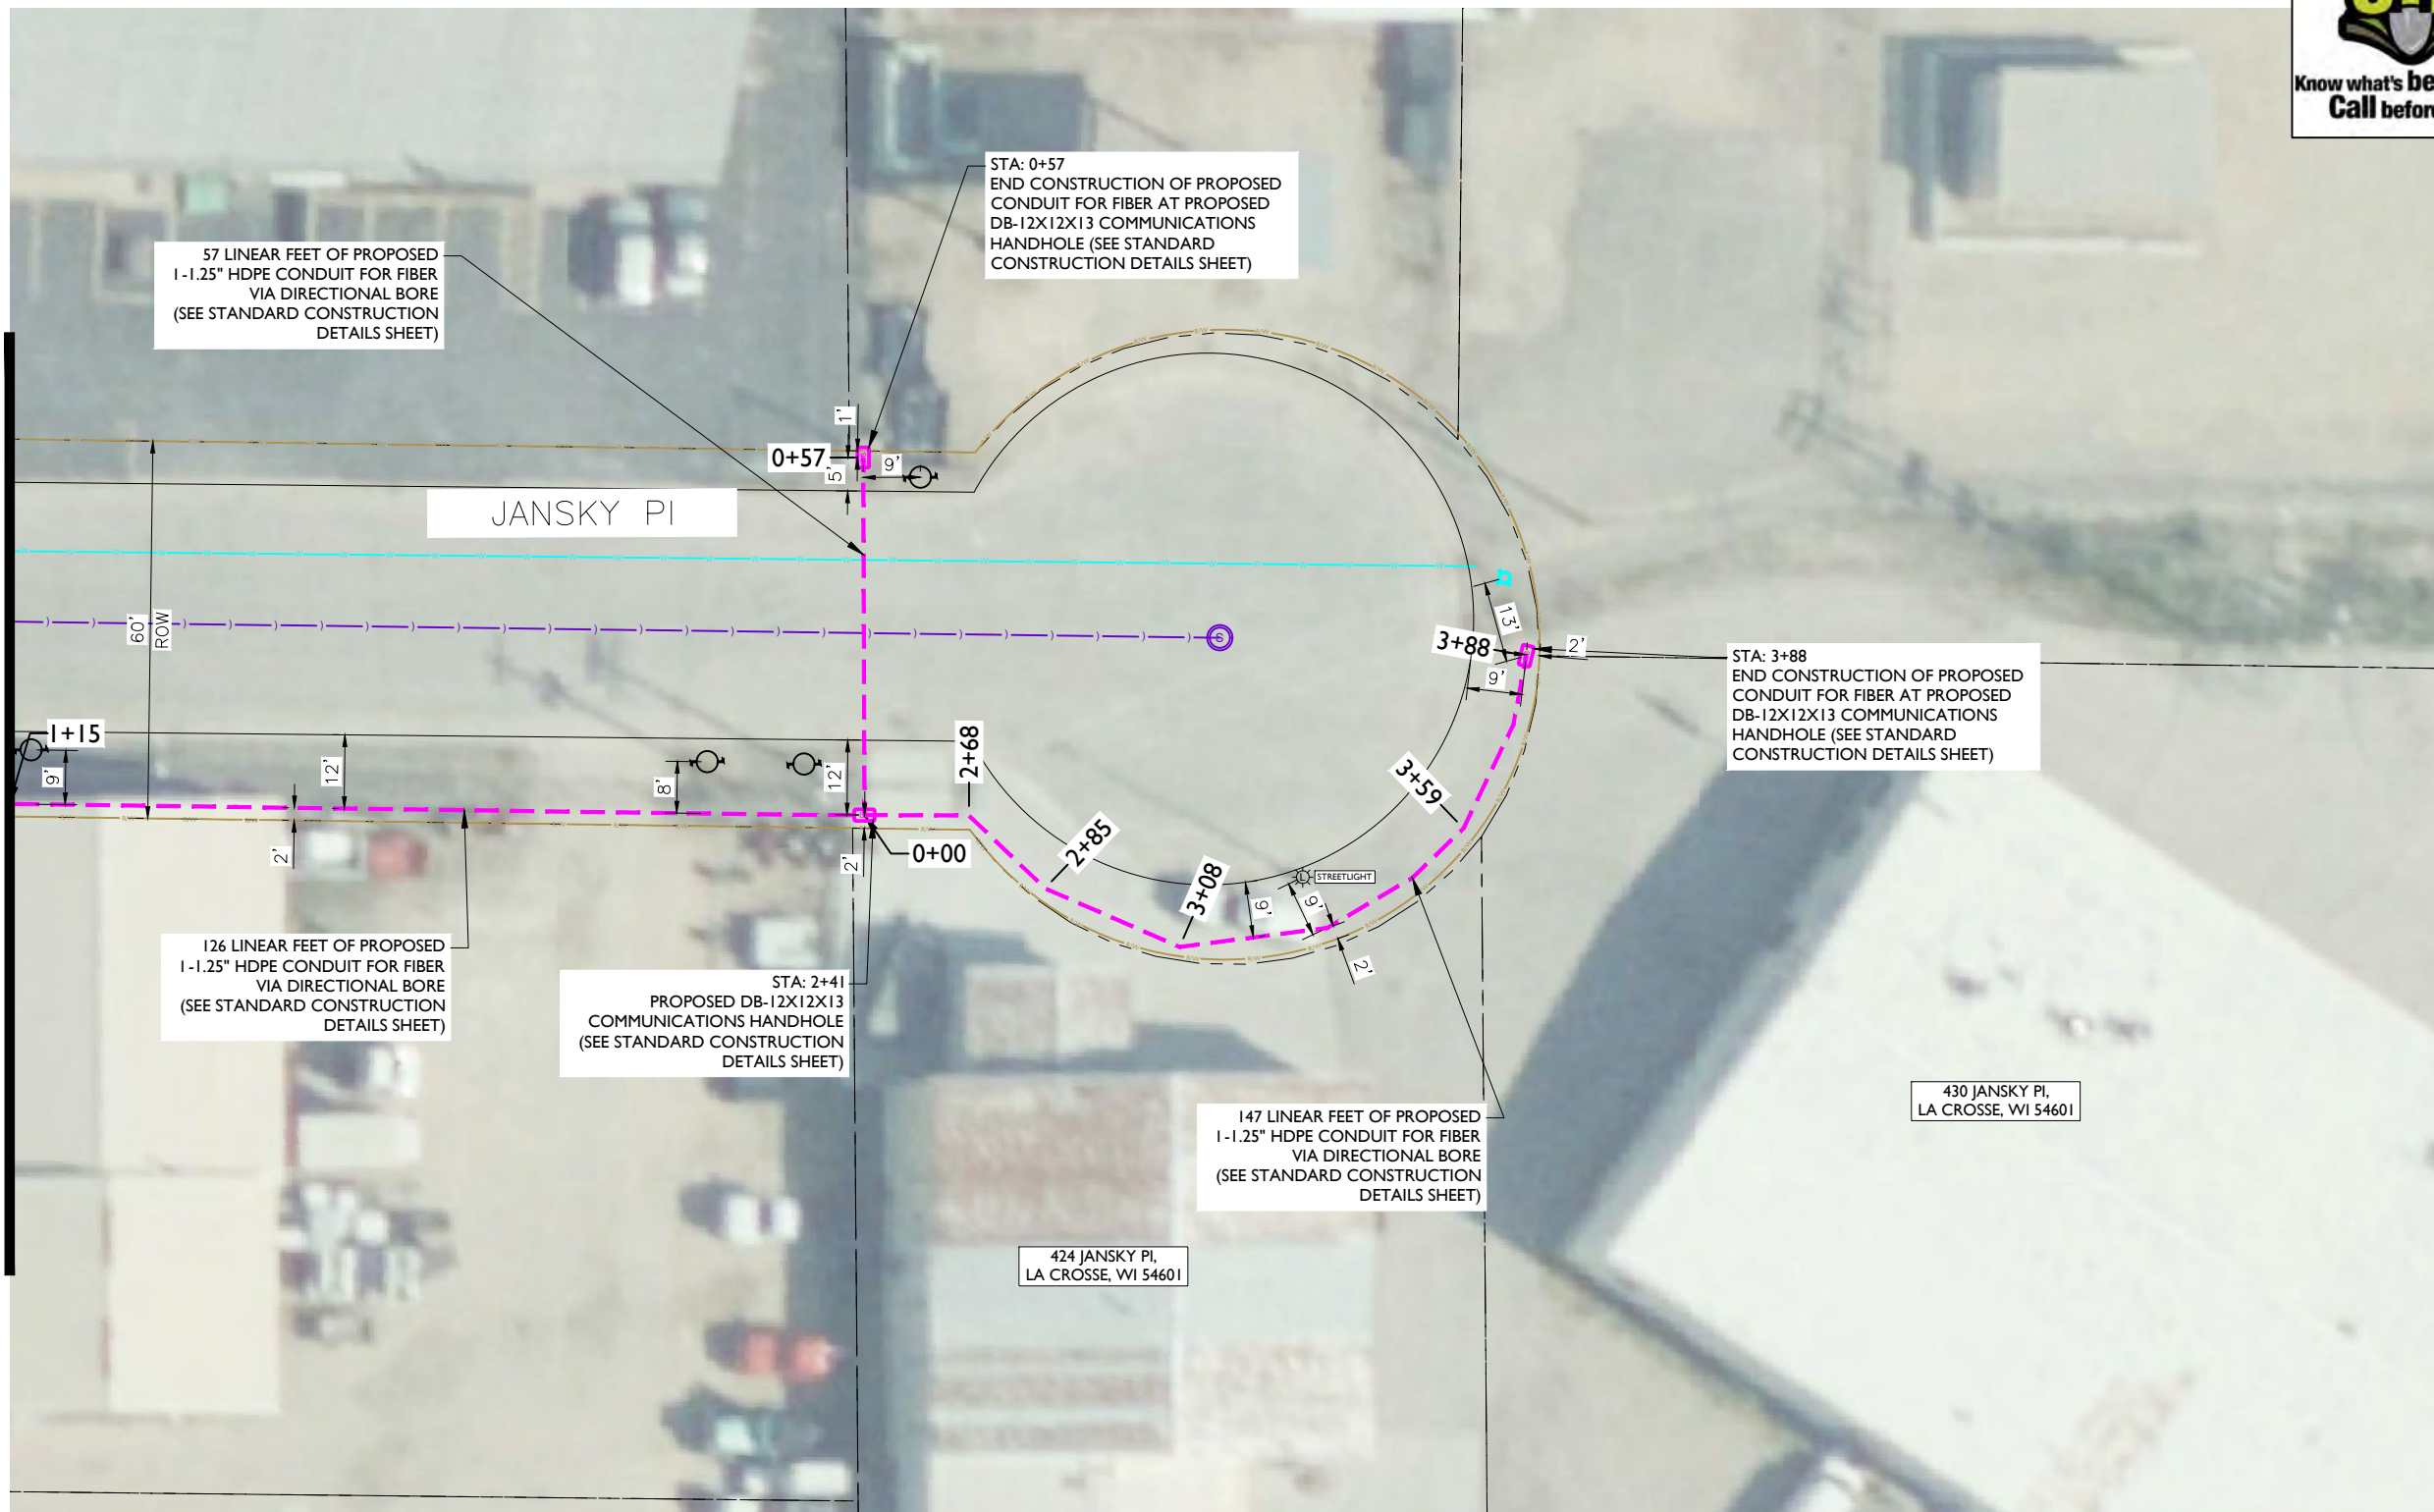 Know what's be
Call before
STA: 0+57
END CONSTRUCTION OF PROPOSED
CONDUIT FOR FIBER AT PROPOSED
DB-12X12X13 COMMUNICATIONS
HANDHOLE (SEE STANDARD
CONSTRUCTION DETAILS SHEET)
57 LINEAR FEET OF PROPOSED
1-1.25" HDPE CONDUIT FOR FIBER
VIA DIRECTIONAL BORE
(SEE STANDARD CONSTRUCTION
DETAILS SHEET)
1'
0+57
5'
9'
JANSKY Pl
60'
ROW
S
13'
3+88
2'
9'
STA: 3+88
END CONSTRUCTION OF PROPOSED
CONDUIT FOR FIBER AT PROPOSED
DB-12X12X13 COMMUNICATIONS
HANDHOLE (SEE STANDARD
CONSTRUCTION DETAILS SHEET)
1+15
9'
12'
8'
12'
2+68
3+59
2'
2'
0+00
2+85
3+08
L
STREETLIGHT
9'
9'
2'
126 LINEAR FEET OF PROPOSED
1-1.25" HDPE CONDUIT FOR FIBER
VIA DIRECTIONAL BORE
(SEE STANDARD CONSTRUCTION
DETAILS SHEET)
STA: 2+41
PROPOSED DB-12X12X13
COMMUNICATIONS HANDHOLE
(SEE STANDARD CONSTRUCTION
DETAILS SHEET)
147 LINEAR FEET OF PROPOSED
1-1.25" HDPE CONDUIT FOR FIBER
VIA DIRECTIONAL BORE
(SEE STANDARD CONSTRUCTION
DETAILS SHEET)
430 JANSKY Pl,
LA CROSSE, WI 54601
424 JANSKY Pl,
LA CROSSE, WI 54601